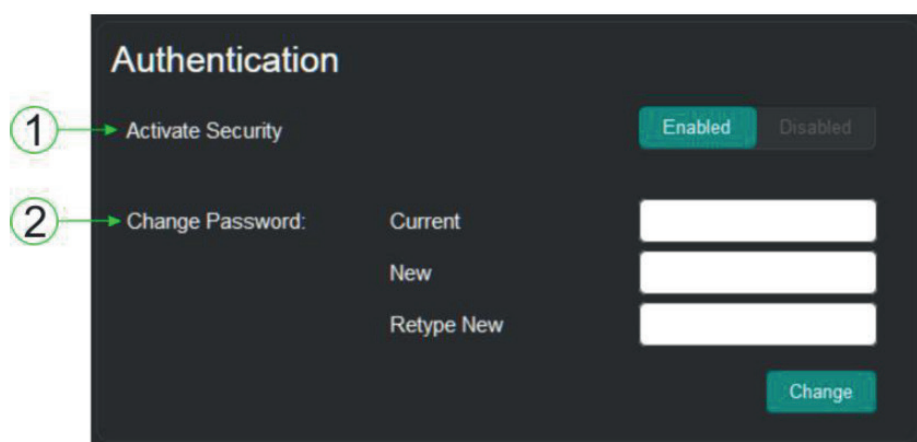 Authentication
1 Activate Security Enabled Disabled
2 Change Password: Current
New
Retype New
Change